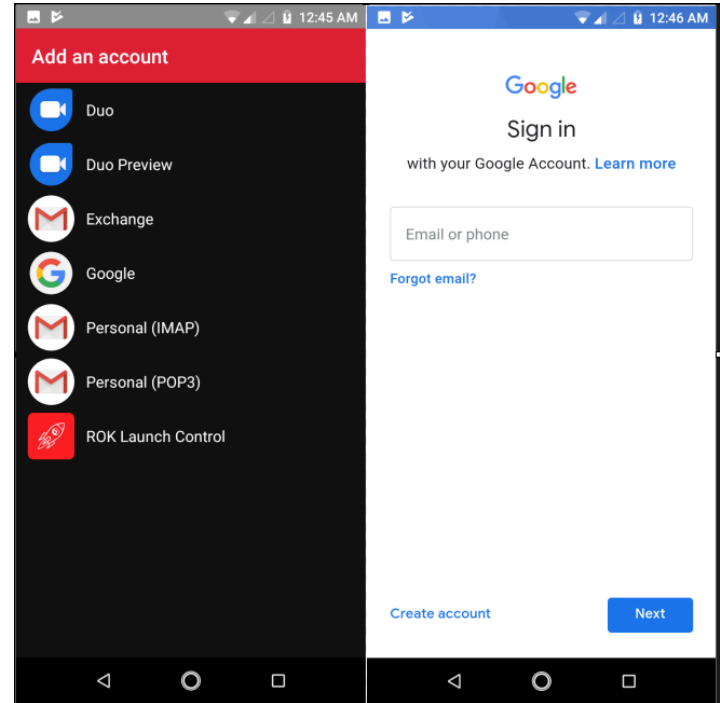 12:45 AM
Add an account
Duo
Duo Preview
Exchange
Google
Personal (IMAP)
Personal (POP3)
ROK Launch Control
12:46 AM
Google
Sign in
with your Google Account. Learn more
Email or phone
Forgot email?
Create account
Next